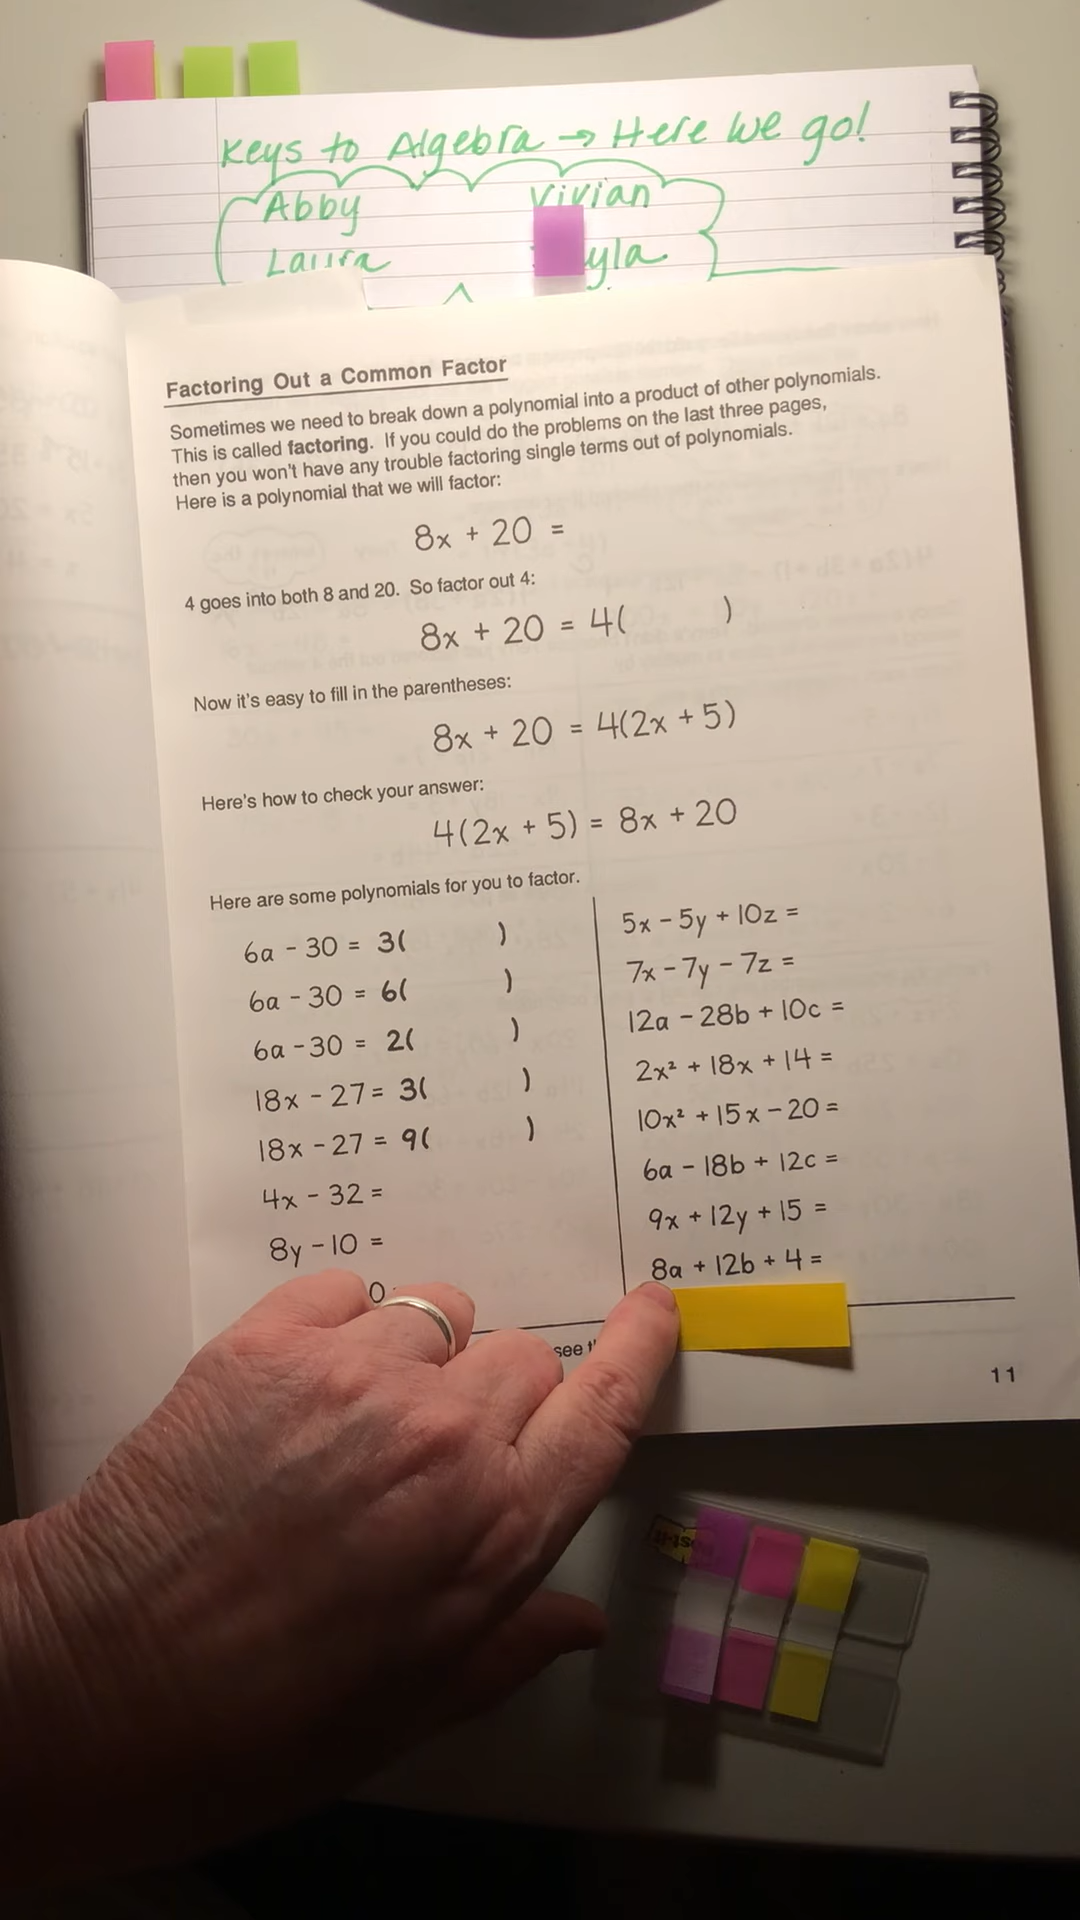 Keys to Algebra → Here we go!
Abby Vivian
Laura
Factoring Out a Common Factor
Sometimes we need to break down a polynomial into a product of other polynomials.
This is called factoring. If you could do the problems on the last three pages,
then you won't have any trouble factoring single terms out of polynomials.
Here is a polynomial that we will factor:
8x + 20 =
4 goes into both 8 and 20. So factor out 4:
8x + 20 = 4( )
Now it's easy to fill in the parentheses:
8x + 20 = 4(2x + 5)
Here's how to check your answer:
4(2x + 5) = 8x + 20
Here are some polynomials for you to factor.
6a - 30 = 3( )
6a - 30 = 6( )
6a - 30 = 2( )
18x - 27 = 3( )
18x - 27 = 9( )
4x - 32 =
8y - 10 =
5x - 5y + 10z =
7x - 7y - 7z =
12a - 28b + 10c =
2x² + 18x + 14 =
10x² + 15x - 20 =
6a - 18b + 12c =
9x + 12y + 15 =
8a + 12b + 4 =
see
11